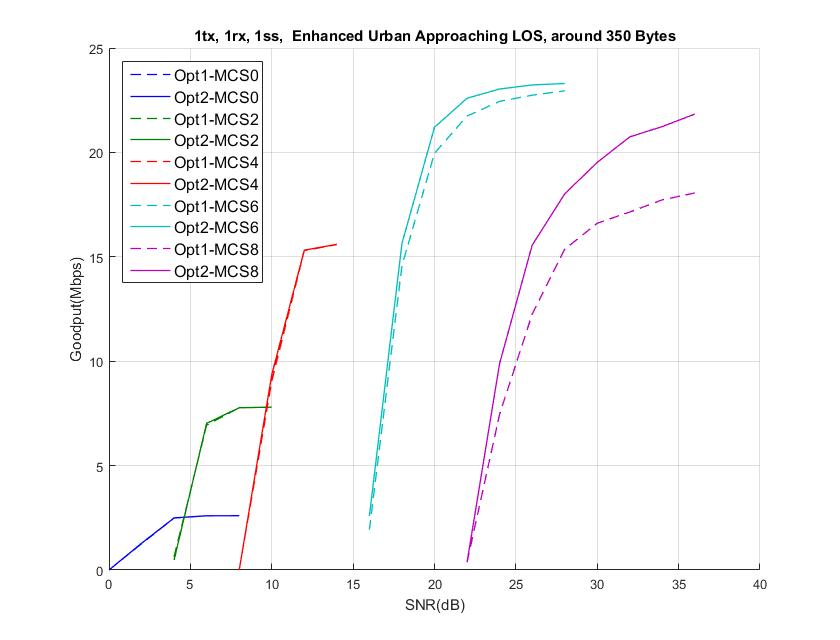 1tx, 1rx, 1ss,  Enhanced Urban Approaching LOS, around 350 Bytes
25
20
15
10
5
0
Goodput(Mbps)
Opt1-MCS0
Opt2-MCS0
Opt1-MCS2
Opt2-MCS2
Opt1-MCS4
Opt2-MCS4
Opt1-MCS6
Opt2-MCS6
Opt1-MCS8
Opt2-MCS8
0 5 10 15 20 25 30 35 40
SNR(dB)